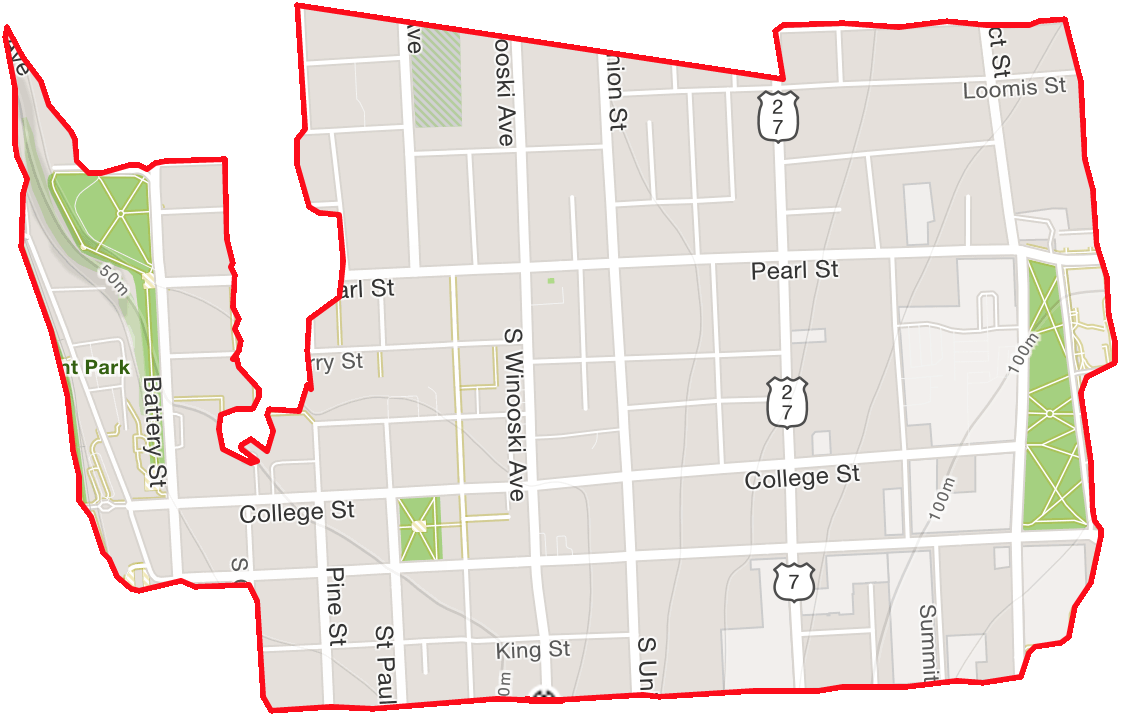 Ave
Ave
ooski Ave
nion St
2
7
ct St
Loomis St
50m
Pearl St
arl St
rry St
nt Park
Battery St
S Winooski Ave
100m
2
7
College St
College St
100m
S
7
Pine St
St Paul
King St
S Un
Summit